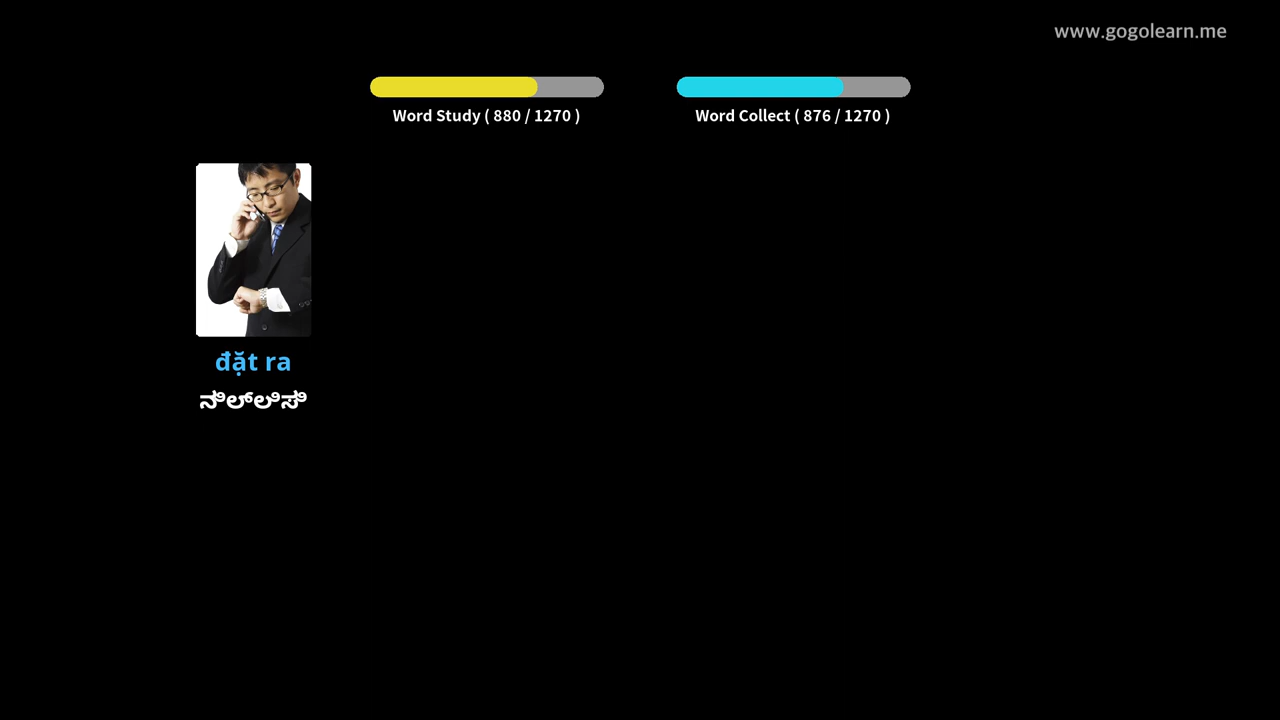 www.gogolearn.me
Word Study ( 880 / 1270 )
Word Collect ( 876 / 1270 )
đặt ra
ನಿಲ್ಲಿಸಿ